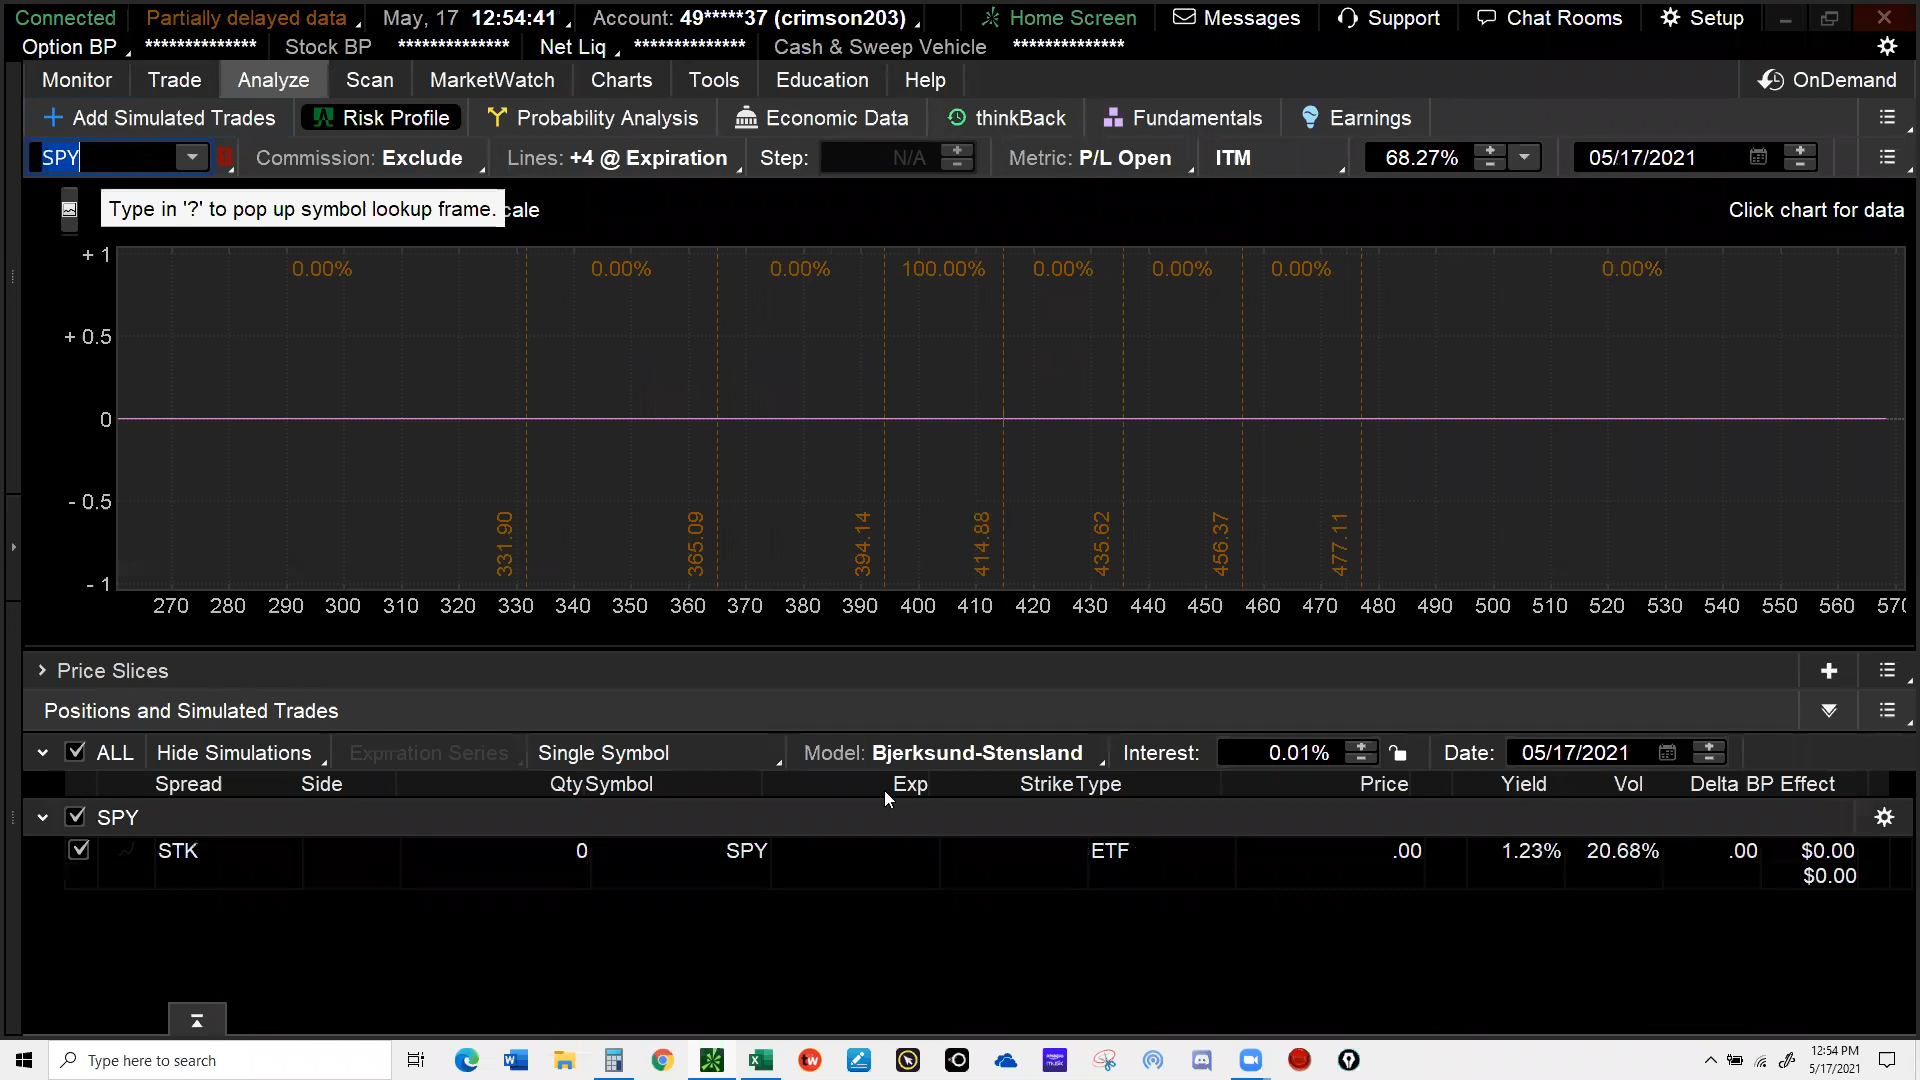 Connected Partially delayed data May, 17 12:54:41 Account: 49*****37 (crimson203) Home Screen Messages Support Chat Rooms Setup
Option BP ************** Stock BP ************** Net Liq ************** Cash & Sweep Vehicle **************
Monitor Trade Analyze Scan MarketWatch Charts Tools Education Help OnDemand
Add Simulated Trades Risk Profile Probability Analysis Economic Data thinkBack Fundamentals Earnings
SPY Commission: Exclude Lines: +4 @ Expiration Step: N/A Metric: P/L Open ITM 68.27% 05/17/2021
Type in '?' to pop up symbol lookup frame. cale Click chart for data
+ 1
0.00% 0.00% 0.00% 100.00% 0.00% 0.00% 0.00% 0.00%
+ 0.5
0
- 0.5
331.90 365.09 394.14 414.88 435.62 456.37 477.11
- 1
270 280 290 300 310 320 330 340 350 360 370 380 390 400 410 420 430 440 450 460 470 480 490 500 510 520 530 540 550 560 570
Price Slices
Positions and Simulated Trades
ALL Hide Simulations Expiration Series Single Symbol Model: Bjerksund-Stensland Interest: 0.01% Date: 05/17/2021
Spread Side Qty Symbol Exp Strike Type Price Yield Vol Delta BP Effect
SPY
STK 0 SPY ETF .00 1.23% 20.68% .00 $0.00
$0.00
Type here to search
tw
amazon music
12:54 PM
5/17/2021